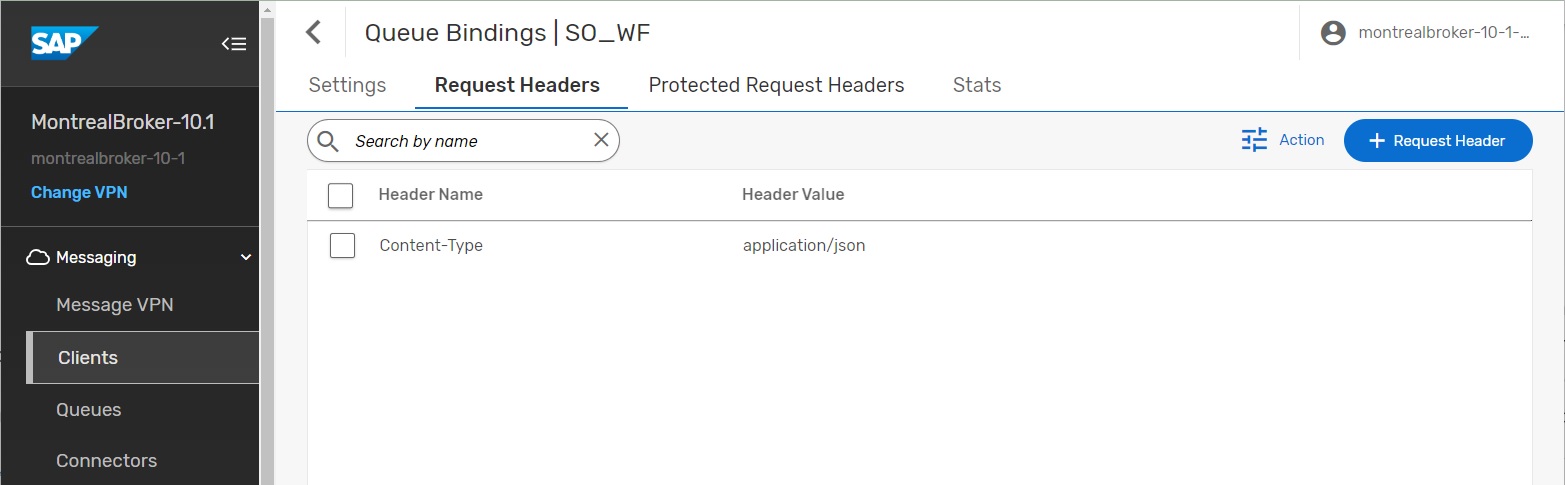 SAP
MontrealBroker-10.1
montrealbroker-10-1
Change VPN
Messaging
Message VPN
Clients
Queues
Connectors
Queue Bindings | SO_WF
montrealbroker-10-1-...
Settings
Request Headers
Protected Request Headers
Stats
Search by name
Action
+ Request Header
Header Name
Header Value
Content-Type
application/json